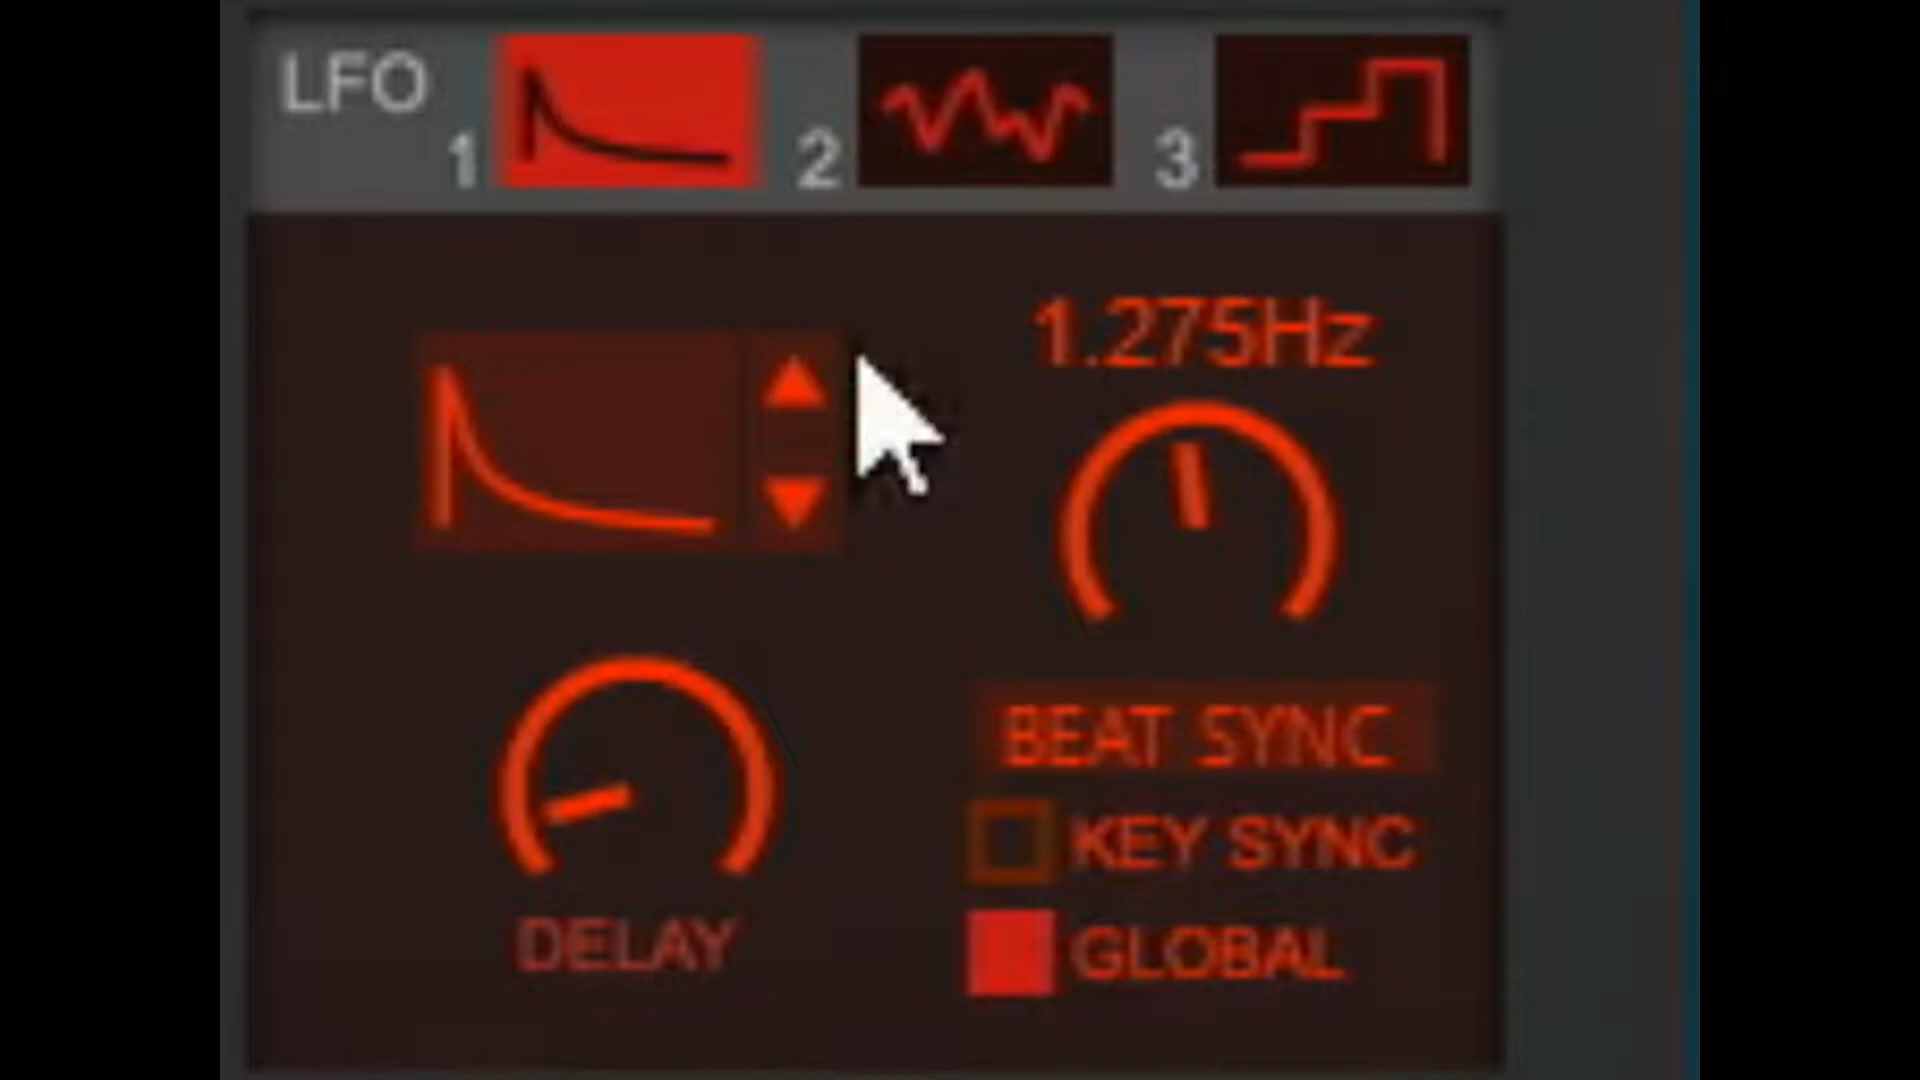 LFO 1 2 3
1.275Hz
BEAT SYNC
KEY SYNC
DELAY
GLOBAL